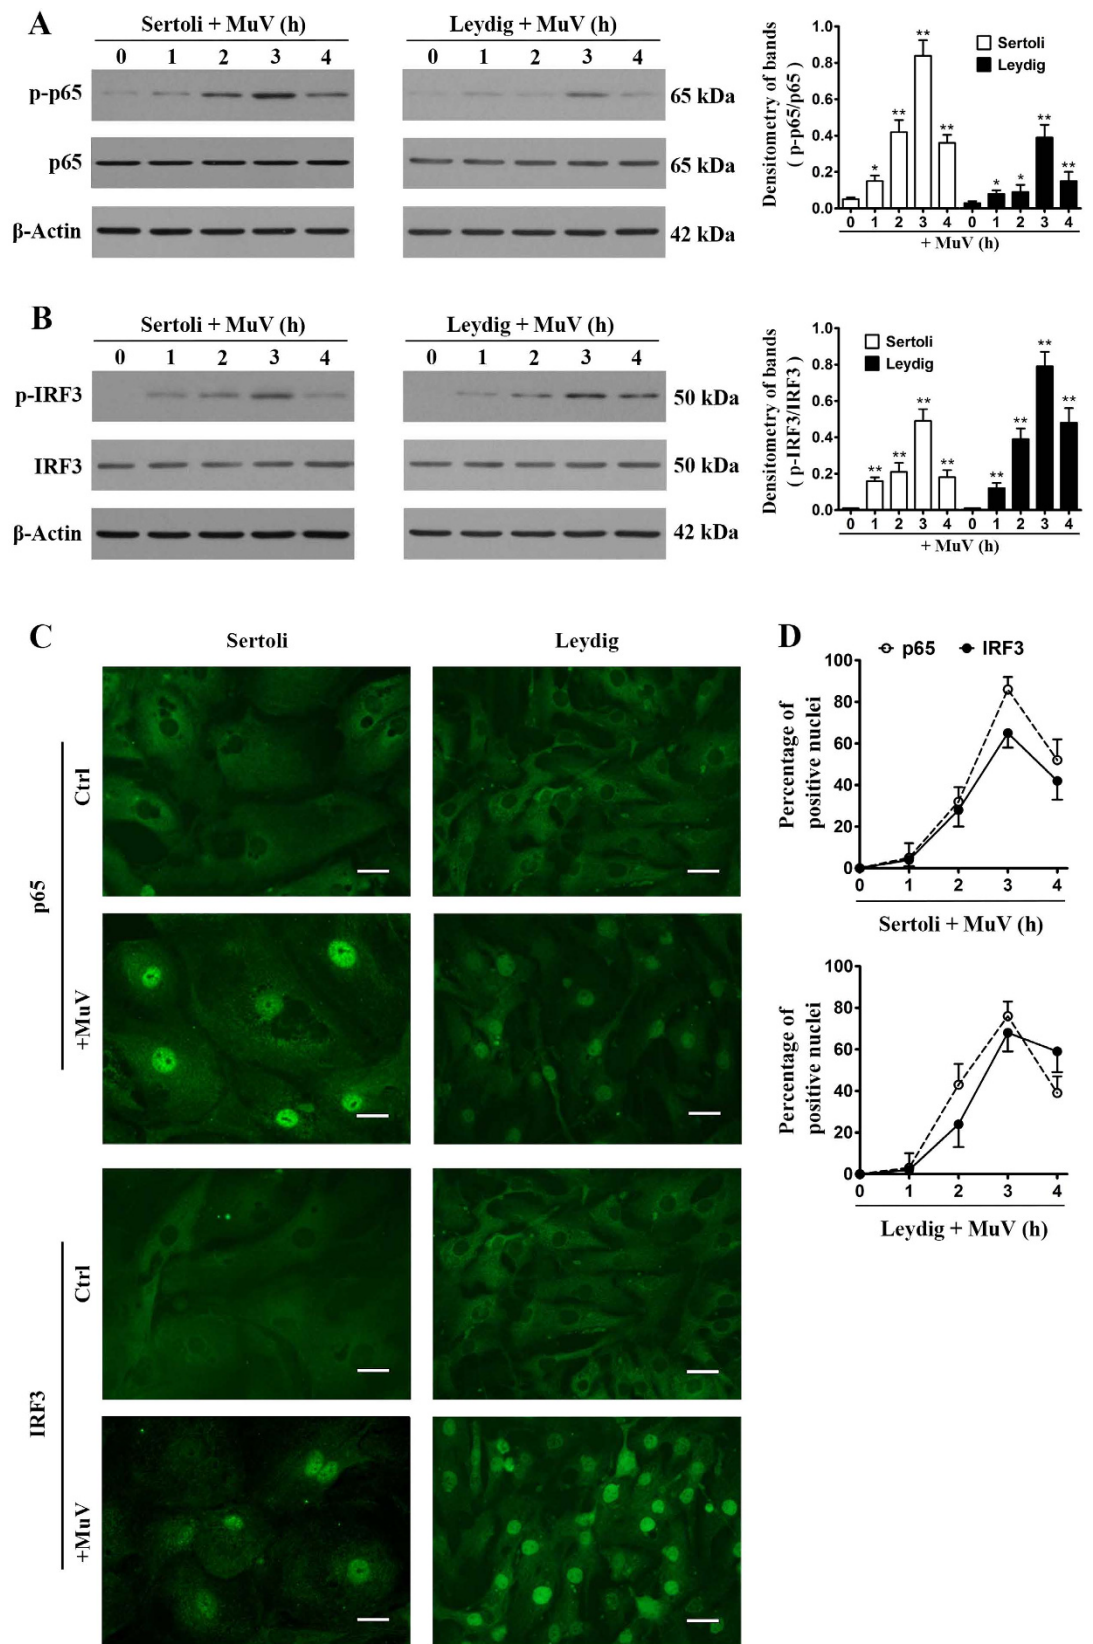 A
Sertoli + MuV (h)
0 1 2 3 4
Leydig + MuV (h)
0 1 2 3 4
p-p65
65 kDa
p65
65 kDa
β-Actin
42 kDa
Densitometry of bands
( p-p65/p65)
1.0
0.8
0.6
0.4
0.2
0.0
Sertoli
Leydig
* ** ** ** * * ** **
0 1 2 3 4 0 1 2 3 4
+ MuV (h)
B
Sertoli + MuV (h)
0 1 2 3 4
Leydig + MuV (h)
0 1 2 3 4
p-IRF3
50 kDa
IRF3
50 kDa
β-Actin
42 kDa
Densitometry of bands
( p-IRF3/IRF3 )
1.0
0.8
0.6
0.4
0.2
0.0
Sertoli
Leydig
** ** ** ** ** ** ** **
0 1 2 3 4 0 1 2 3 4
+ MuV (h)
C
Sertoli
Leydig
p65
Ctrl
+MuV
IRF3
Ctrl
+MuV
D
p65
IRF3
Percentage of
positive nuclei
100
80
60
40
20
0
0 1 2 3 4
Sertoli + MuV (h)
Percentage of
positive nuclei
100
80
60
40
20
0
0 1 2 3 4
Leydig + MuV (h)